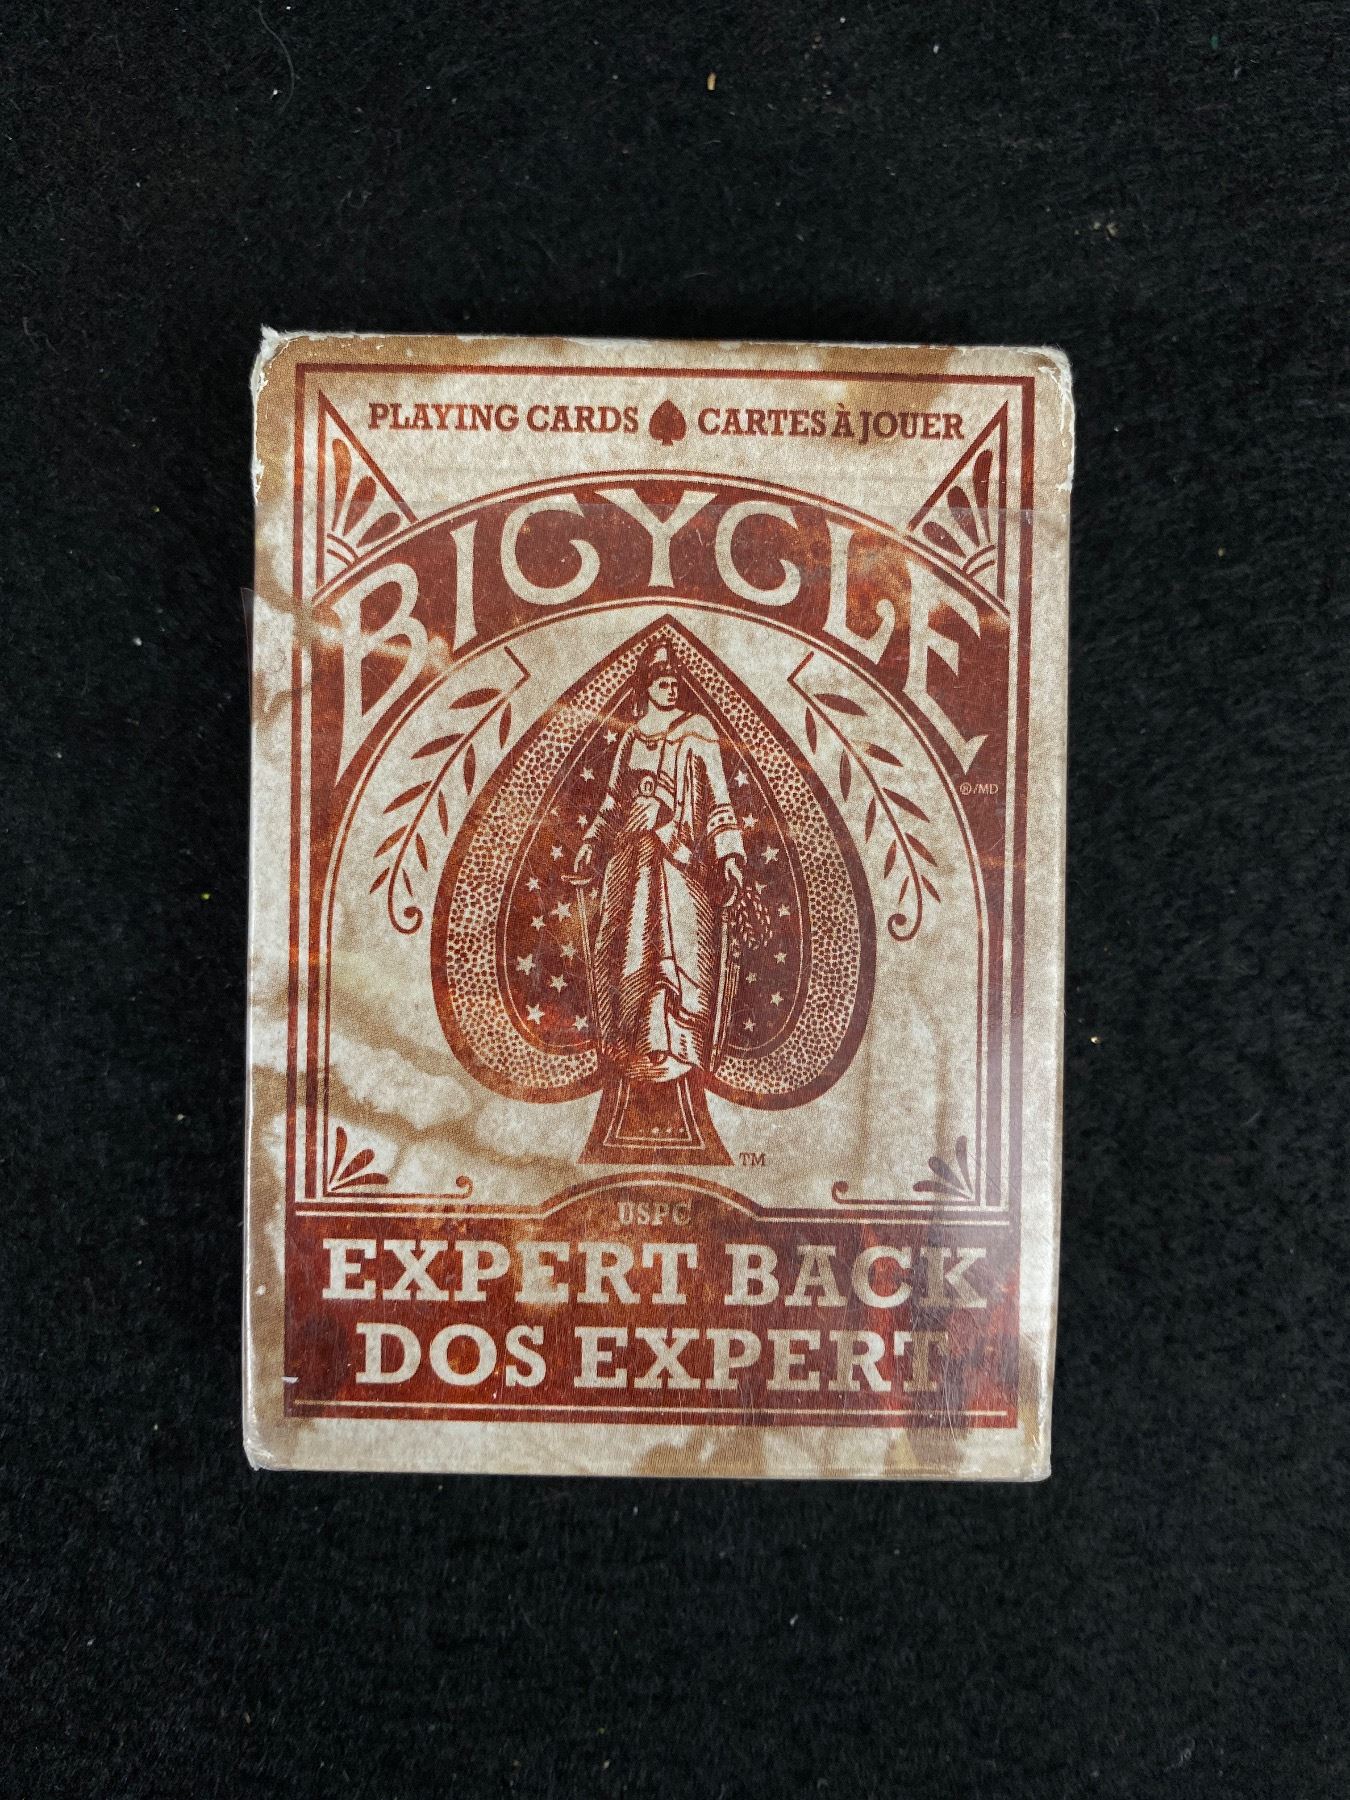 PLAYING CARDS CARTES À JOUER
BICYCLE
®/MD
TM
USPC
EXPERT BACK
DOS EXPERT